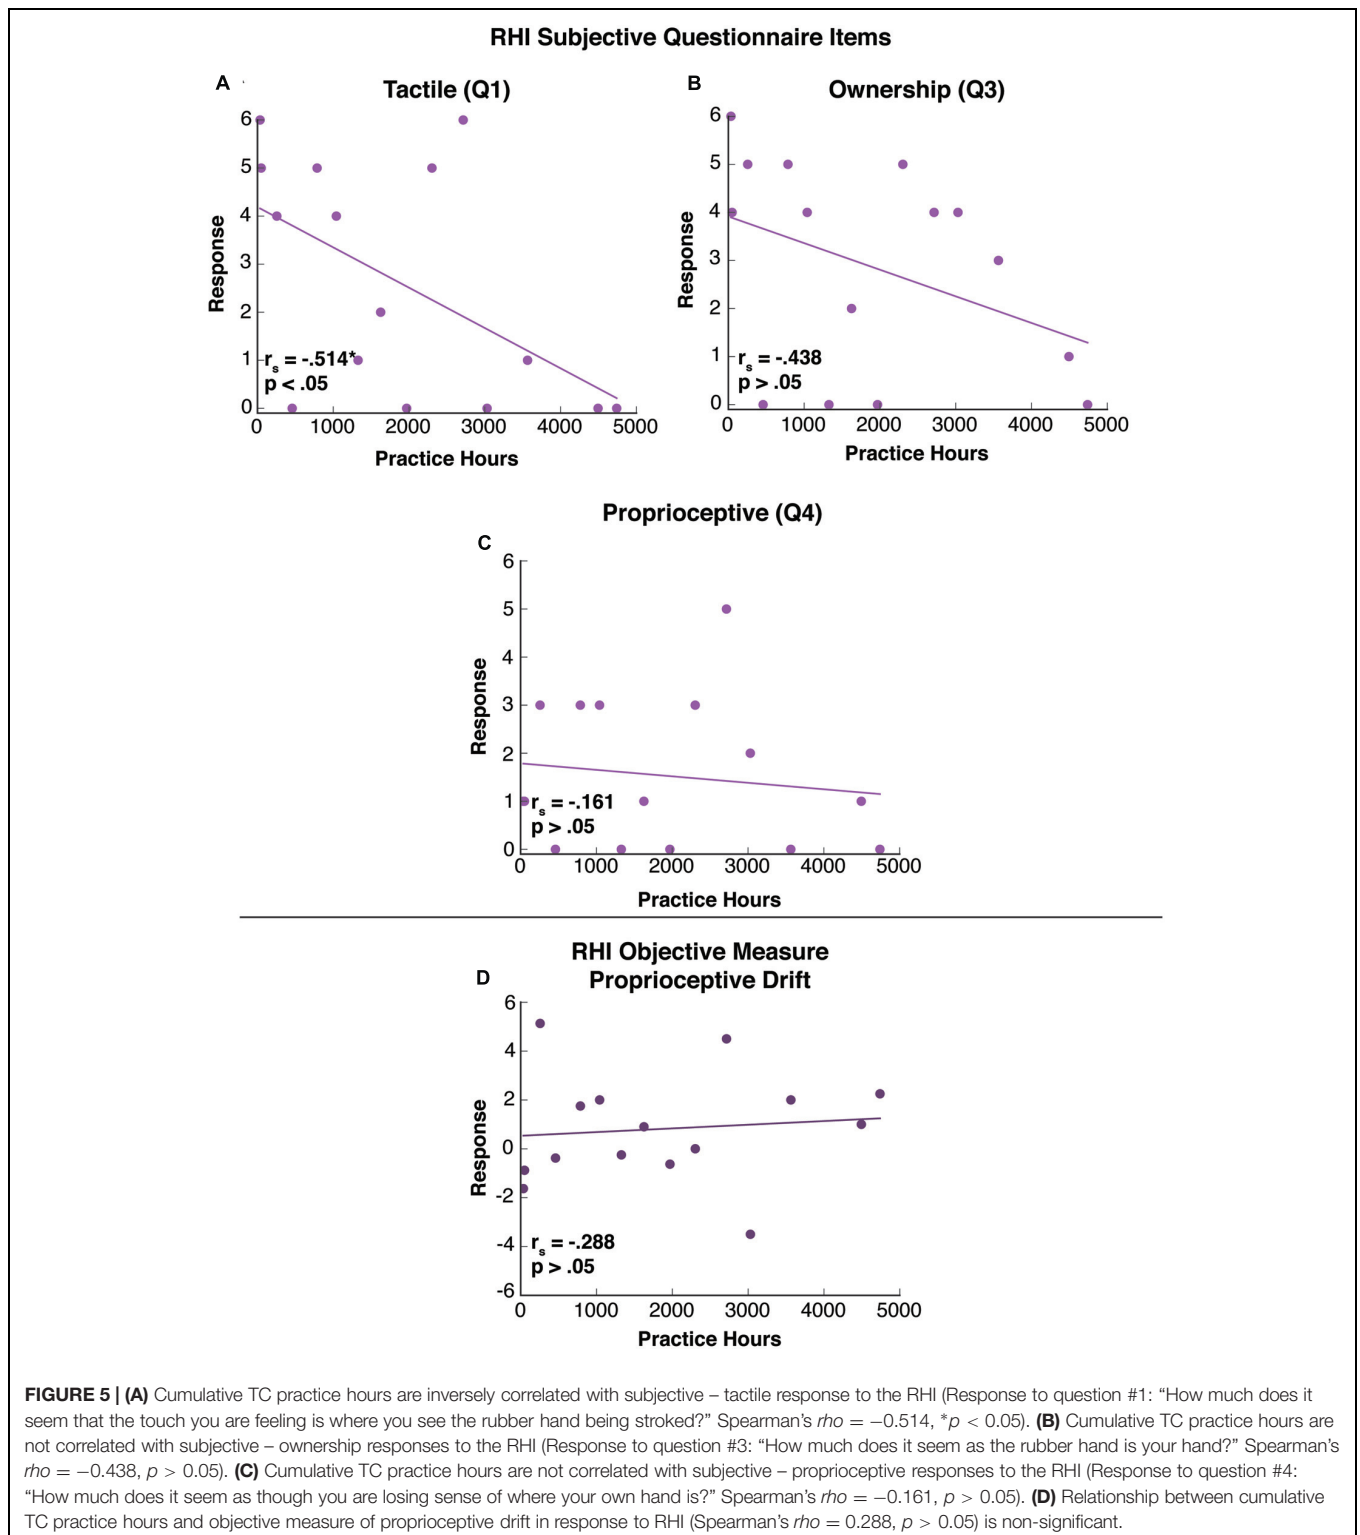 RHI Subjective Questionnaire Items
A
Tactile (Q1)
6
5
4
3
2
1
0
Response
r_s = -.514*
p < .05
0 1000 2000 3000 4000 5000
Practice Hours
B
Ownership (Q3)
6
5
4
3
2
1
0
Response
r_s = -.438
p > .05
0 1000 2000 3000 4000 5000
Practice Hours
Proprioceptive (Q4)
C
6
5
4
3
2
1
0
Response
r_s = -.161
p > .05
0 1000 2000 3000 4000 5000
Practice Hours
RHI Objective Measure
D
Proprioceptive Drift
6
4
2
0
-2
-4
-6
Response
r_s = -.288
p > .05
0 1000 2000 3000 4000 5000
Practice Hours
FIGURE 5 | (A) Cumulative TC practice hours are inversely correlated with subjective – tactile response to the RHI (Response to question #1: “How much does it
seem that the touch you are feeling is where you see the rubber hand being stroked?” Spearman’s rho = −0.514, *p < 0.05). (B) Cumulative TC practice hours are
not correlated with subjective – ownership responses to the RHI (Response to question #3: “How much does it seem as the rubber hand is your hand?” Spearman’s
rho = −0.438, p > 0.05). (C) Cumulative TC practice hours are not correlated with subjective – proprioceptive responses to the RHI (Response to question #4:
“How much does it seem as though you are losing sense of where your own hand is?” Spearman’s rho = −0.161, p > 0.05). (D) Relationship between cumulative
TC practice hours and objective measure of proprioceptive drift in response to RHI (Spearman’s rho = 0.288, p > 0.05) is non-significant.